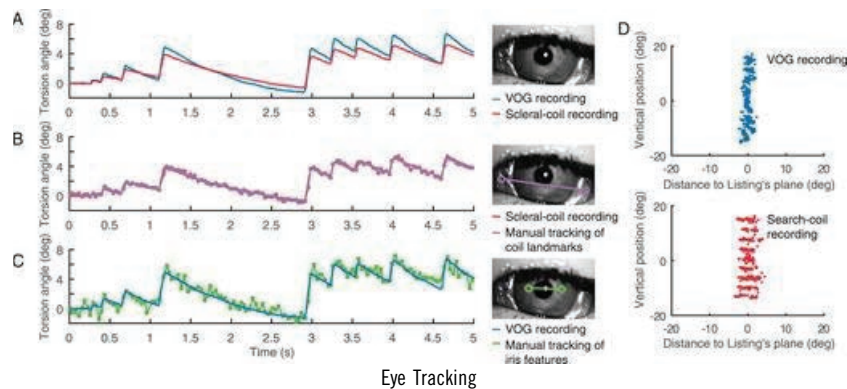 A
Torsion angle (deg)
8
4
0
0 0.5 1 1.5 2 2.5 3 3.5 4 4.5 5
VOG recording
Scleral-coil recording
B
Torsion angle (deg)
8
4
0
0 0.5 1 1.5 2 2.5 3 3.5 4 4.5 5
Scleral-coil recording
Manual tracking of
coil landmarks
C
Torsion angle (deg)
8
4
0
0 0.5 1 1.5 2 2.5 3 3.5 4 4.5 5
Time (s)
VOG recording
Manual tracking of
iris features
D
Vertical position (deg)
20
0
-20
-20 -10 0 10 20
Distance to Listing's plane (deg)
VOG recording
Vertical position (deg)
20
0
-20
-20 -10 0 10 20
Distance to Listing's plane (deg)
Search-coil
recording
Eye Tracking